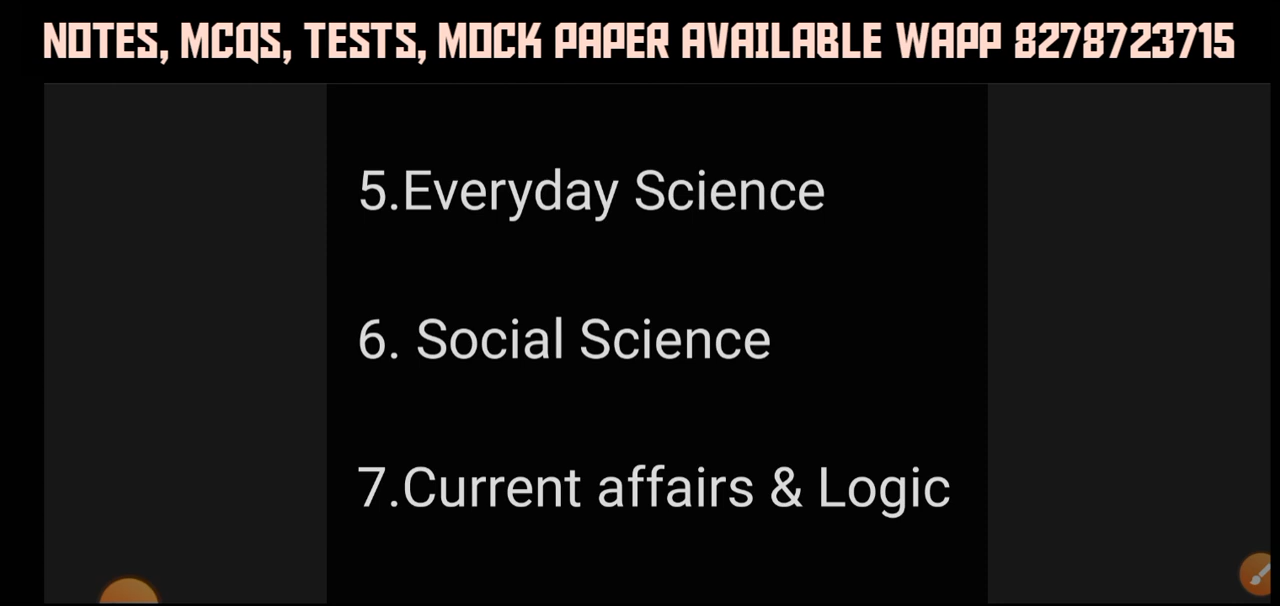 NOTES, MCQS, TESTS, MOCK PAPER AVAILABLE WAPP 8278723715
5.Everyday Science
6. Social Science
7.Current affairs & Logic